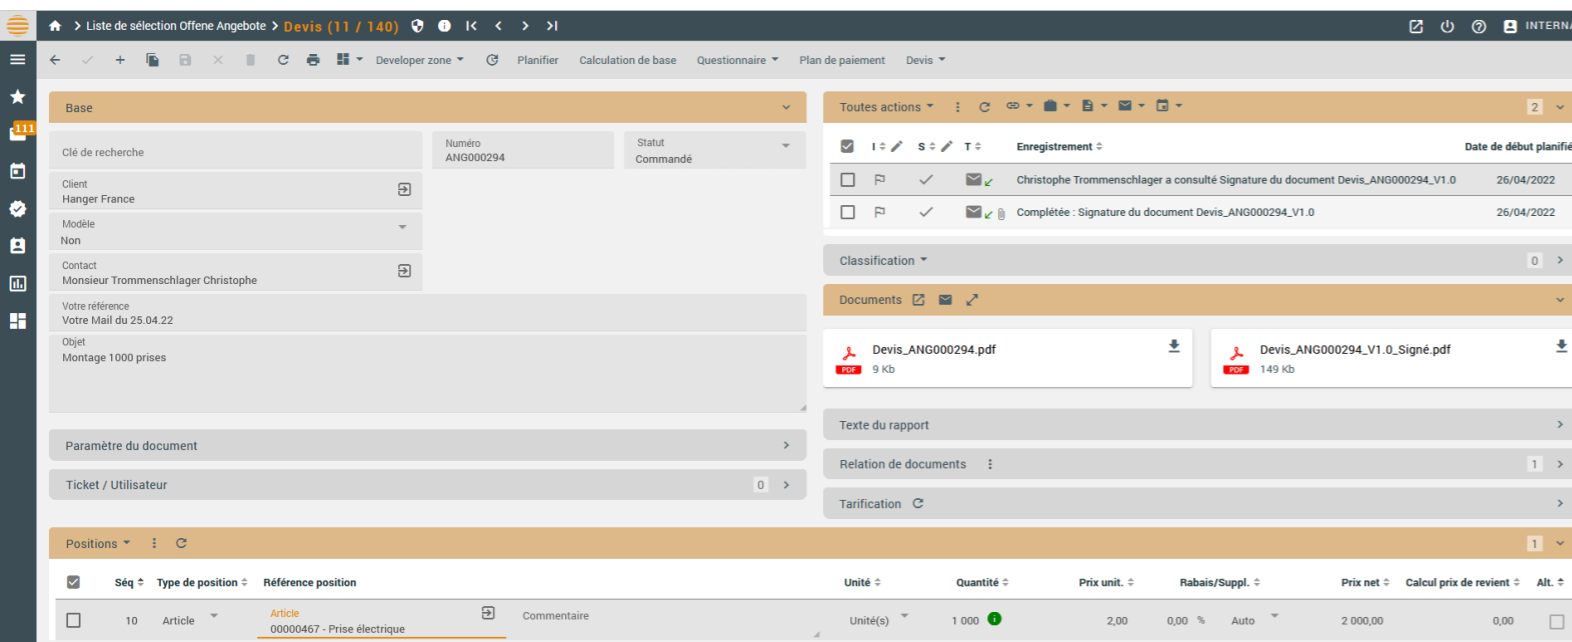 Liste de sélection Offene Angebote > Devis (11 / 140)
INTERNA
Developer zone
Planifier
Calculation de base
Questionnaire
Plan de paiement
Devis
111
Base
Clé de recherche
Numéro
ANG000294
Statut
Commandé
Client
Hanger France
Modèle
Non
Contact
Monsieur Trommenschlager Christophe
Votre référence
Votre Mail du 25.04.22
Objet
Montage 1000 prises
Paramètre du document
Ticket / Utilisateur 0
Toutes actions 2
I S T Enregistrement Date de début planifié
Christophe Trommenschlager a consulté Signature du document Devis_ANG000294_V1.0 26/04/2022
Complétée : Signature du document Devis_ANG000294_V1.0 26/04/2022
Classification 0
Documents
Devis_ANG000294.pdf
PDF 9 Kb
Devis_ANG000294_V1.0_Signé.pdf
PDF 149 Kb
Texte du rapport
Relation de documents 1
Tarification
Positions 1
Séq Type de position Référence position Unité Quantité Prix unit. Rabais/Suppl. Prix net Calcul prix de revient Alt.
10 Article
Article
00000467 - Prise électrique
Commentaire
Unité(s) 1 000 2,00 0,00 % Auto 2 000,00 0,00